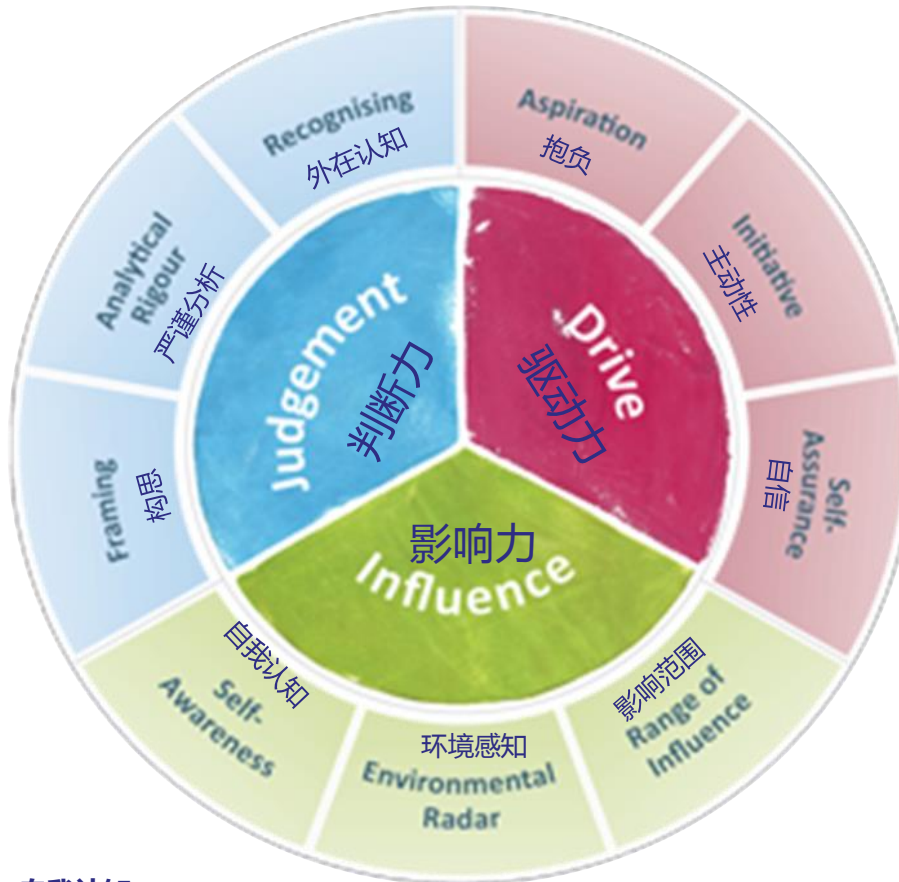 Recognising
外在认知
Aspiration
抱负
Analytical
Rigour
严谨分析
Initiative
主动性
Judgement
判断力
Drive
驱动力
Framing
构思
Self-
Assurance
自信
影响力
Influence
自我认知
Self-
Awareness
环境感知
Environmental
Radar
影响范围
Range of
Influence